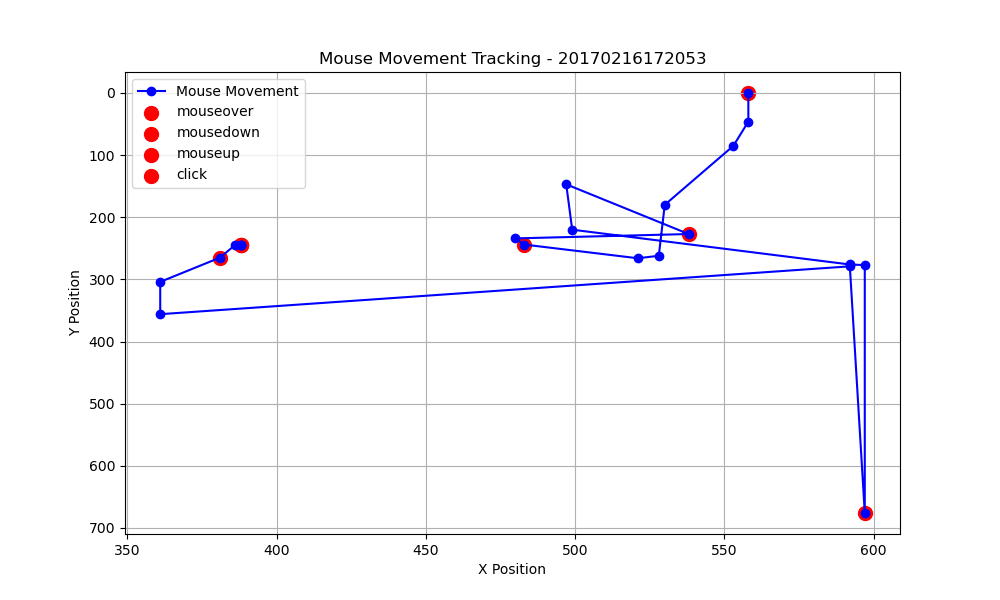 Mouse Movement Tracking - 20170216172053
Mouse Movement
mouseover
mousedown
mouseup
click
0
100
200
300
400
500
600
700
Y Position
350
400
450
500
550
600
X Position